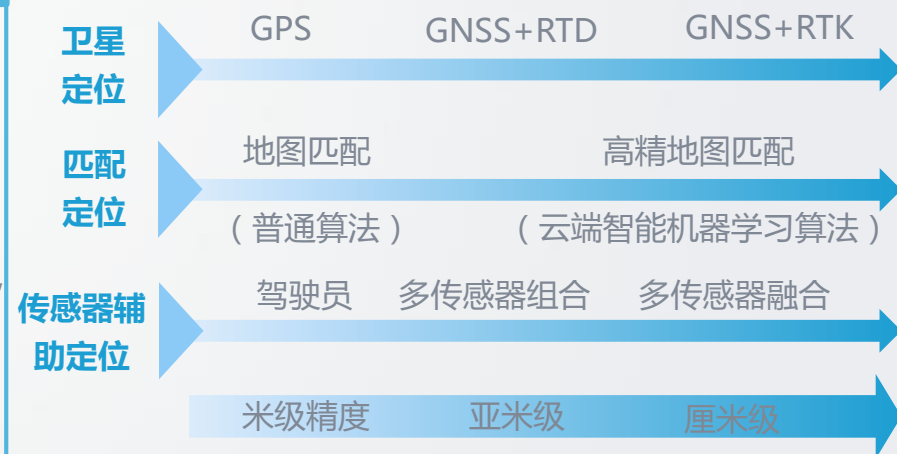 卫星
定位
GPS GNSS+RTD GNSS+RTK
匹配
定位
地图匹配 高精地图匹配
（普通算法） （云端智能机器学习算法）
传感器辅
助定位
驾驶员 多传感器组合 多传感器融合
米级精度 亚米级 厘米级